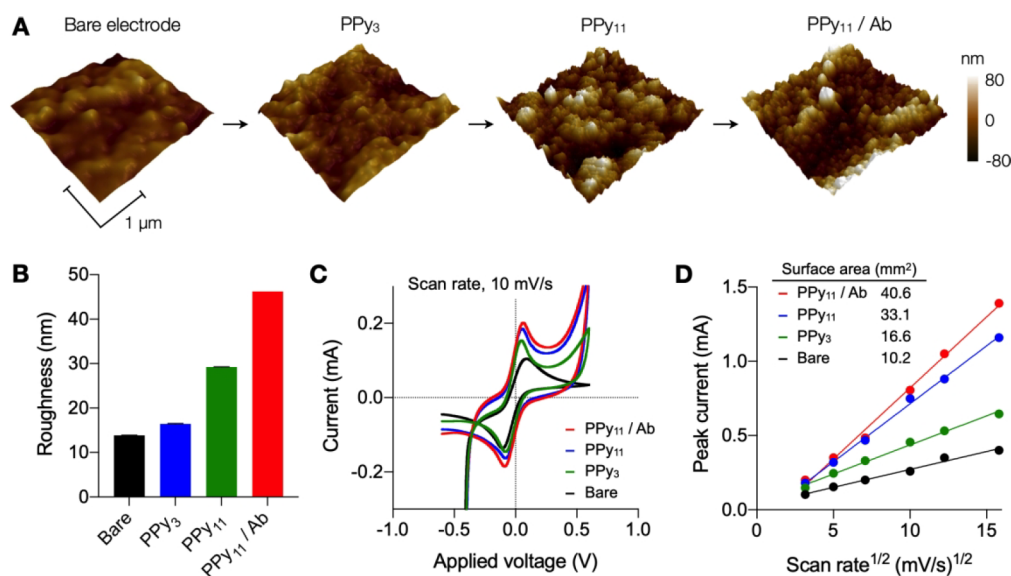 A
Bare electrode
PPy₃
PPy₁₁
PPy₁₁ / Ab
nm
80
0
-80
1 µm
B
Roughness (nm)
50
40
30
20
10
0
Bare
PPy₃
PPy₁₁
PPy₁₁ / Ab
C
Scan rate, 10 mV/s
Current (mA)
0.2
0.0
-0.2
PPy₁₁ / Ab
PPy₁₁
PPy₃
Bare
-1.0
-0.5
0.0
0.5
1.0
Applied voltage (V)
D
Surface area (mm²)
PPy₁₁ / Ab 40.6
PPy₁₁ 33.1
PPy₃ 16.6
Bare 10.2
Peak current (mA)
1.5
1.0
0.5
0.0
0
5
10
15
Scan rate¹ᐟ² (mV/s)¹ᐟ²